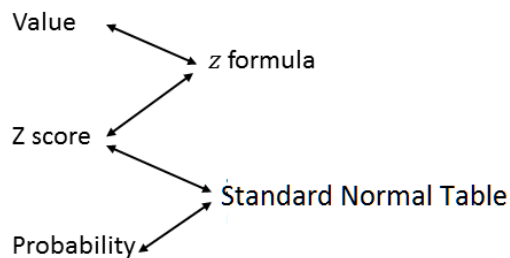 Value
z formula
Z score
Standard Normal Table
Probability